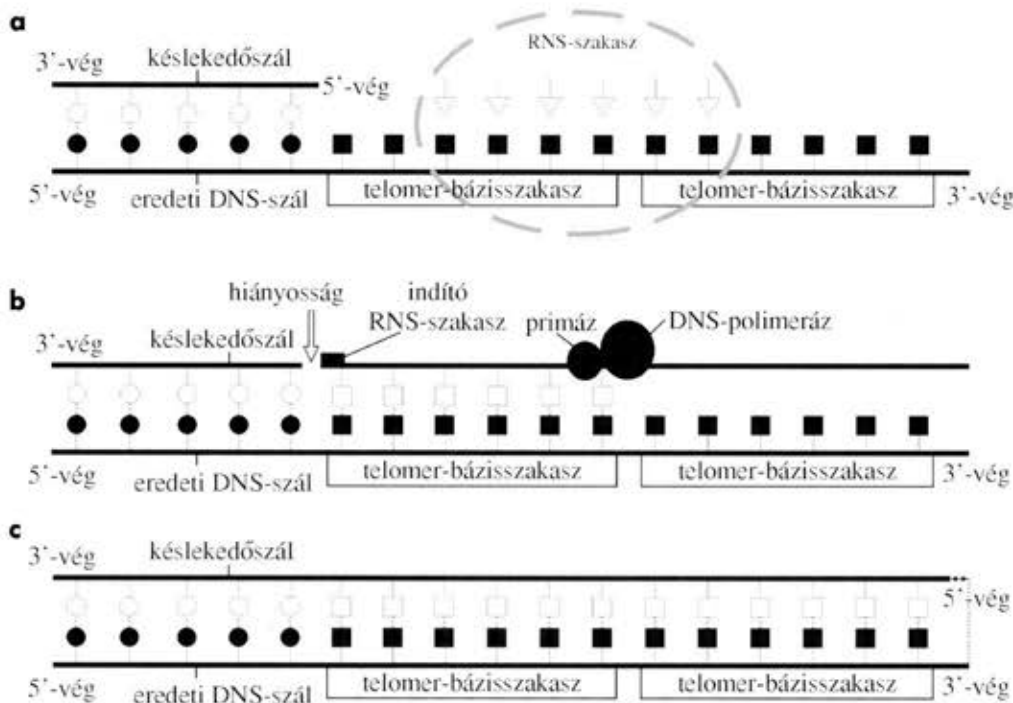 a
RNS-szakasz
3'-vég
késlekedőszál
5'-vég
5'-vég
eredeti DNS-szál
telomer-bázisszakasz
telomer-bázisszakasz
3'-vég
b
hiányosság
indító
RNS-szakasz
primáz
DNS-polimeráz
3'-vég
késlekedőszál
5'-vég
eredeti DNS-szál
telomer-bázisszakasz
telomer-bázisszakasz
3'-vég
c
3'-vég
késlekedőszál
5'-vég
5'-vég
eredeti DNS-szál
telomer-bázisszakasz
telomer-bázisszakasz
3'-vég